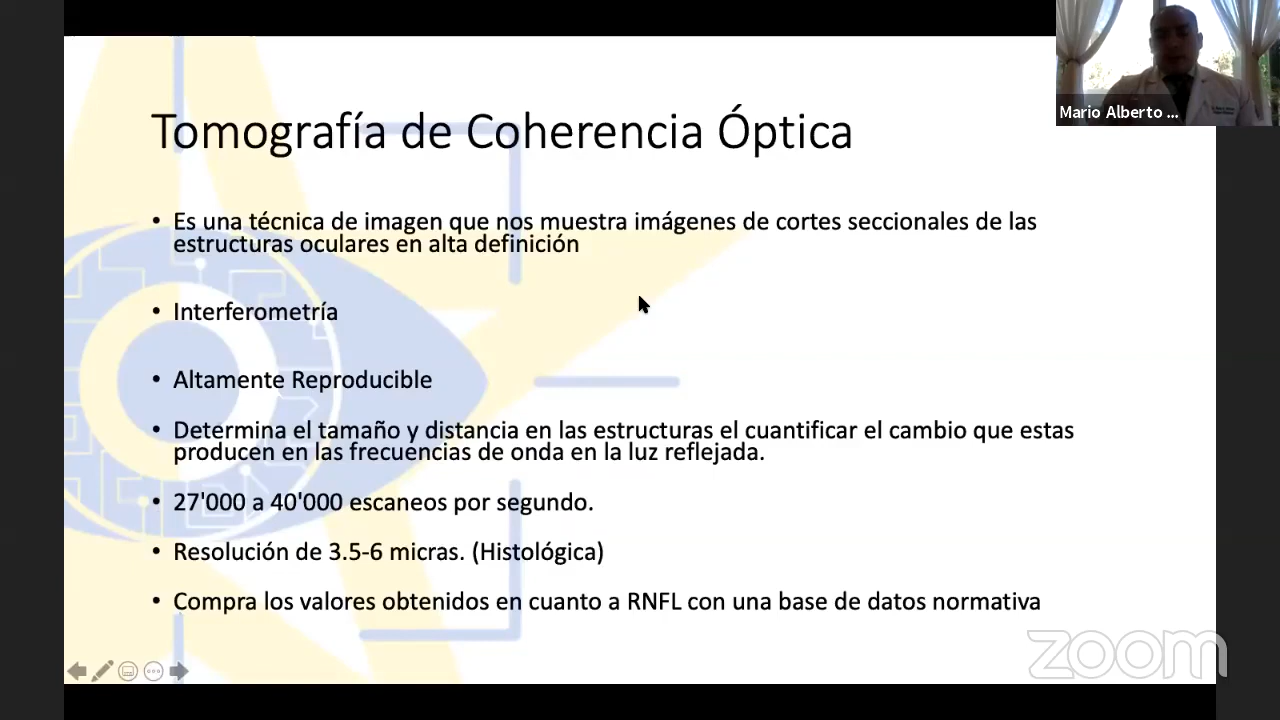 Tomografía de Coherencia Óptica
• Es una técnica de imagen que nos muestra imágenes de cortes seccionales de las
estructuras oculares en alta definición
• Interferometría
• Altamente Reproducible
• Determina el tamaño y distancia en las estructuras el cuantificar el cambio que estas
producen en las frecuencias de onda en la luz reflejada.
• 27'000 a 40'000 escaneos por segundo.
• Resolución de 3.5-6 micras. (Histológica)
• Compra los valores obtenidos en cuanto a RNFL con una base de datos normativa
Mario Alberto ...
zoom